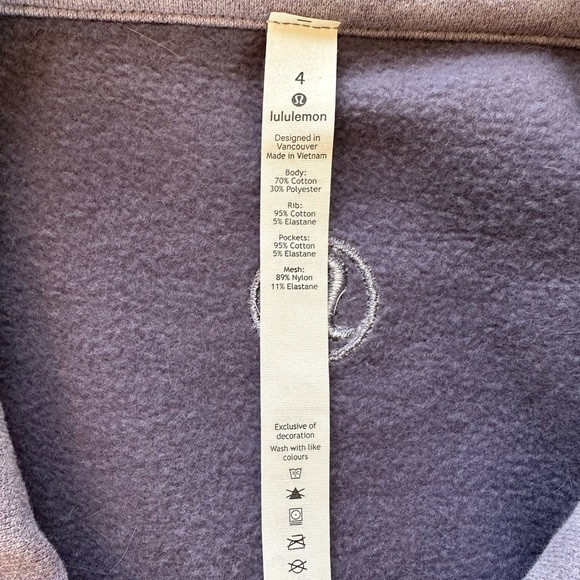 4
lululemon
Designed in
Vancouver
Made in Vietnam
Body:
70% Cotton
30% Polyester
Rib:
95% Cotton
5% Elastane
Pockets:
95% Cotton
5% Elastane
Mesh:
89% Nylon
11% Elastane
Exclusive of
decoration
Wash with like
colours